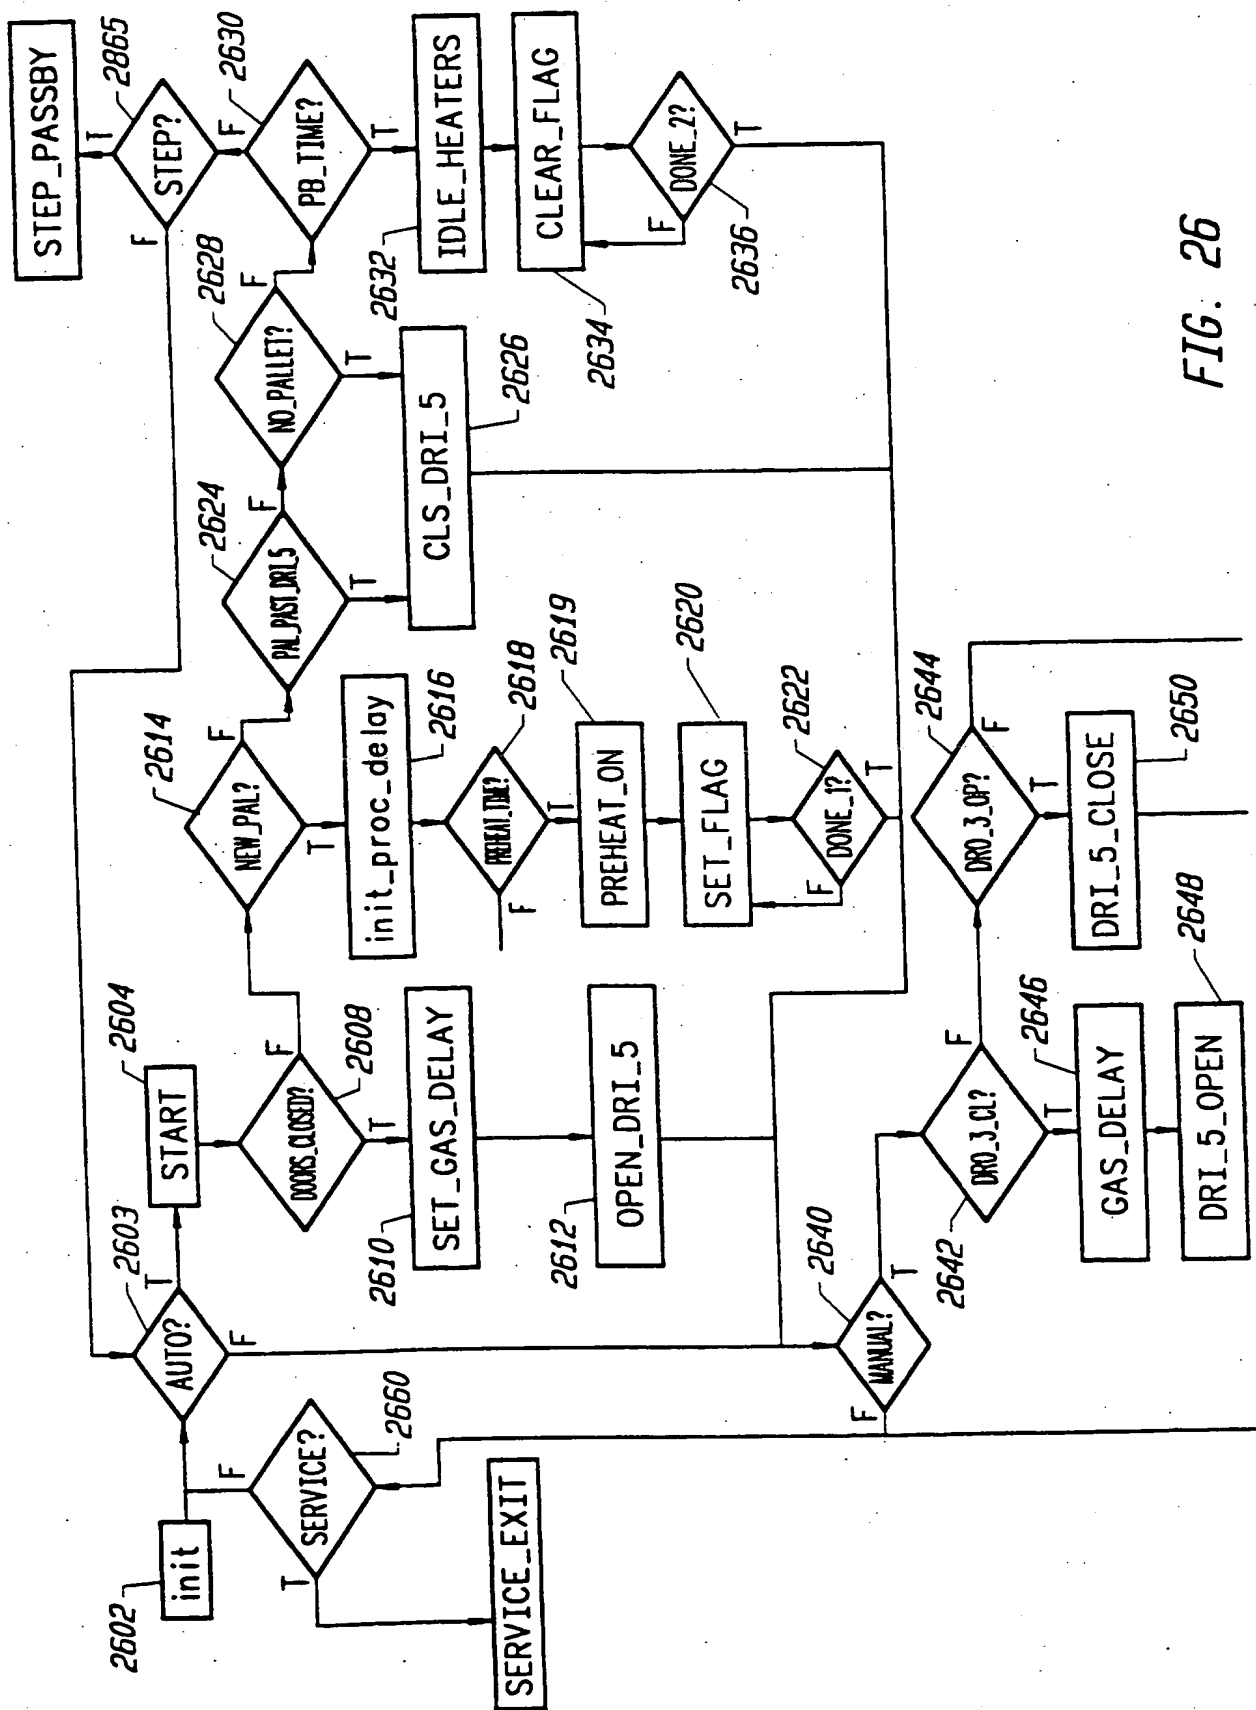 2602
init
SERVICE?
2660
F
T
SERVICE_EXIT
AUTO?
2603
T
F
START
2604
DOORS_CLOSED?
2608
F
T
SET_GAS_DELAY
2610
OPEN_DRI_5
2612
NEW_PAL?
2614
F
T
init_proc_delay
2616
PREHEAT_TIME?
2618
F
T
PREHEAT_ON
2619
SET_FLAG
2620
DONE_1?
2622
F
T
PAL_PAST_DRI_5
2624
F
T
CLS_DRI_5
2626
NO_PALLET?
2628
F
T
PB_TIME?
2630
F
T
STEP?
2865
T
F
STEP_PASSBY
IDLE_HEATERS
2632
CLEAR_FLAG
2634
DONE_2?
2636
F
T
MANUAL?
2640
F
T
DRO_3_CL?
2642
F
T
GAS_DELAY
2646
DRI_5_OPEN
2648
DRO_3_OP?
2644
F
T
DRI_5_CLOSE
2650
FIG. 26